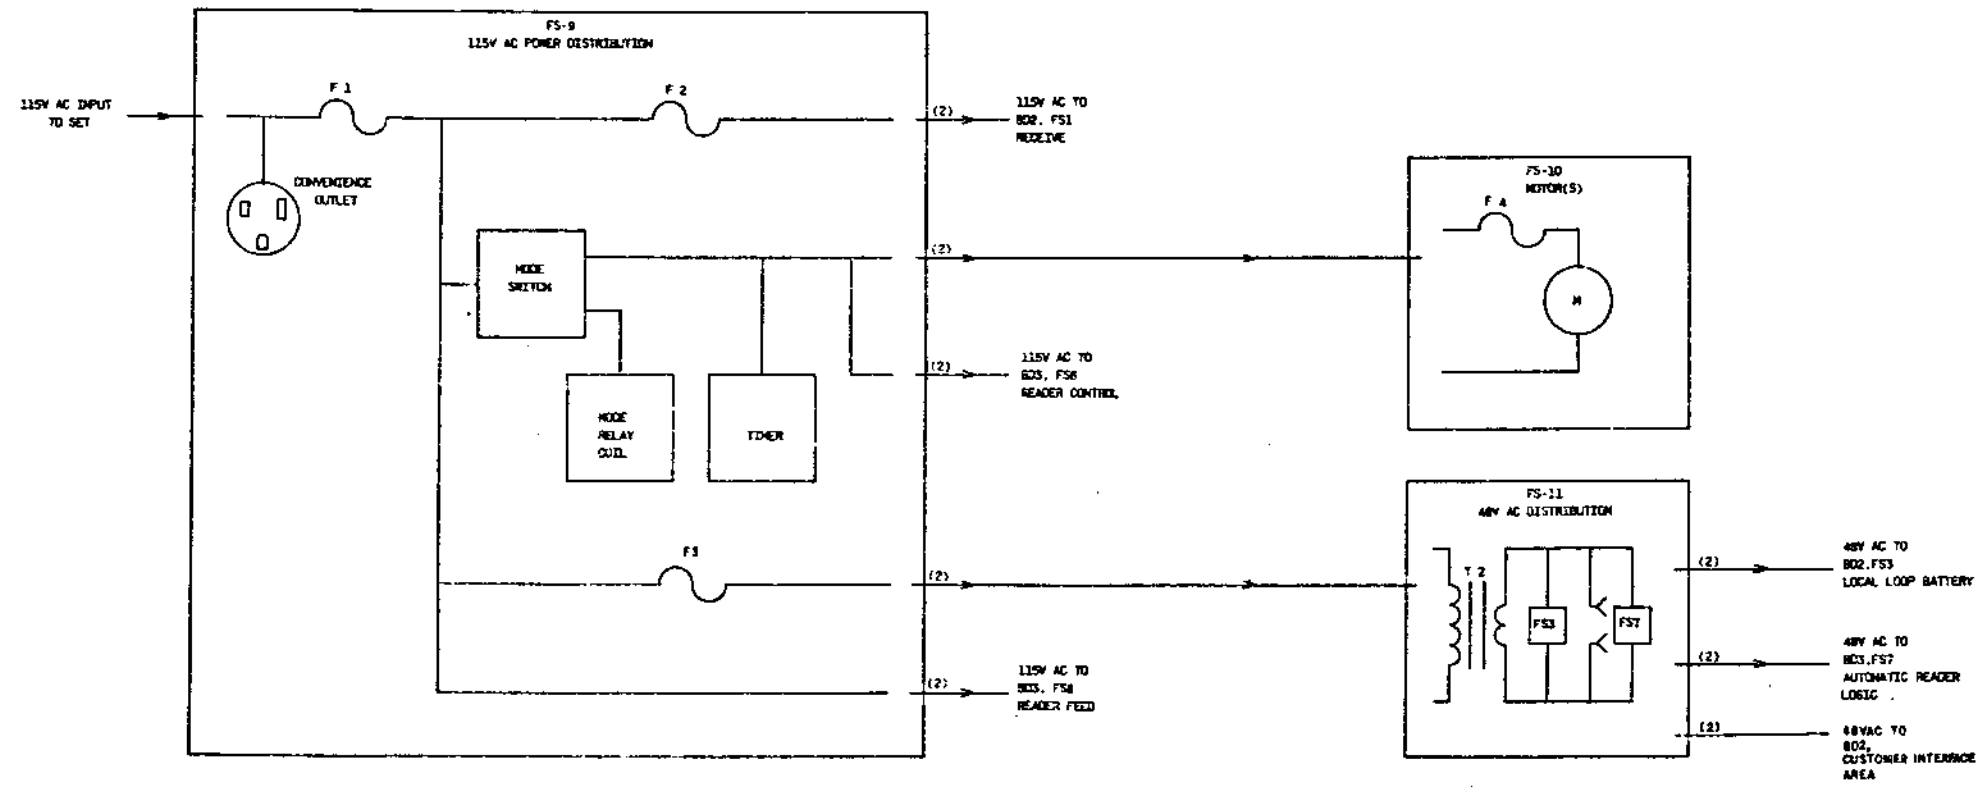 FS-9
115V AC POWER DISTRIBUTION
115V AC INPUT
TO SET
F 1
F 2
(2)
115V AC TO
BD2, FS1
RECEIVE
CONVENIENCE
OUTLET
MODE
SWITCH
(2)
(2)
115V AC TO
BD3, FS6
READER CONTROL
MODE
RELAY
COIL
TIMER
F3
(2)
(2)
115V AC TO
BD3, FS8
READER FEED
FS-10
MOTOR(S)
F 4
M
FS-11
48V AC DISTRIBUTION
T 2
FS3
FS7
(2)
48V AC TO
BD2,FS3
LOCAL LOOP BATTERY
(2)
48V AC TO
BD3,FS7
AUTOMATIC READER
LOGIC
(2)
48VAC TO
BD2,
CUSTOMER INTERFACE
AREA